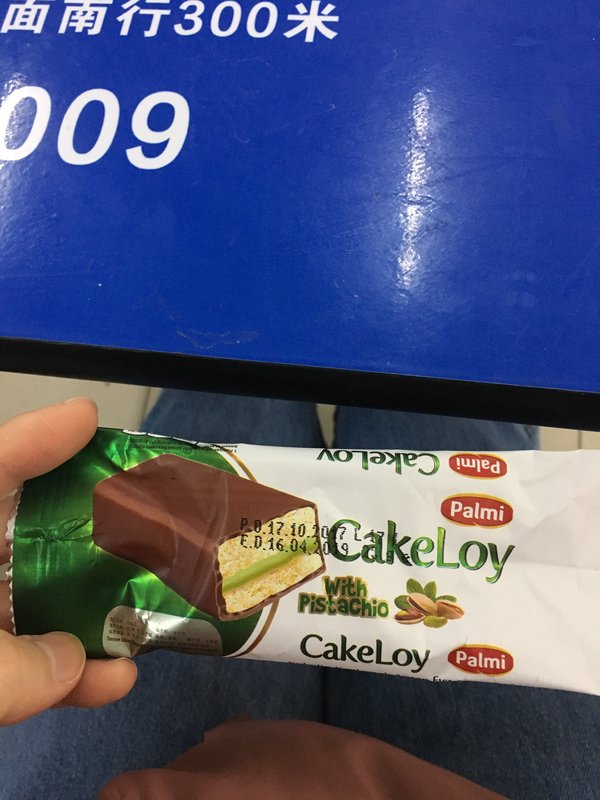 面南行300米
009
CakeLoy Palmi
Palmi
P.D.17.10.2017 L
E.D.16.04.2019
CakeLoy
With
Pistachio
CakeLoy Palmi